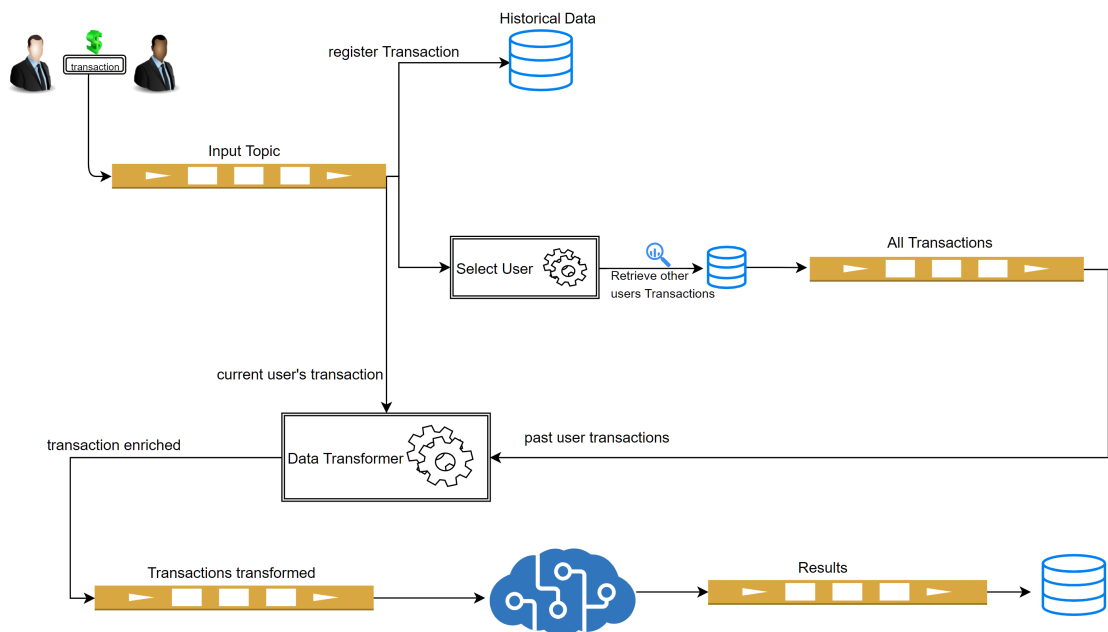 Historical Data
$
register Transaction
transaction
Input Topic
All Transactions
Select User
Retrieve other
users Transactions
current user's transaction
past user transactions
transaction enriched
Data Transformer
Transactions transformed
Results